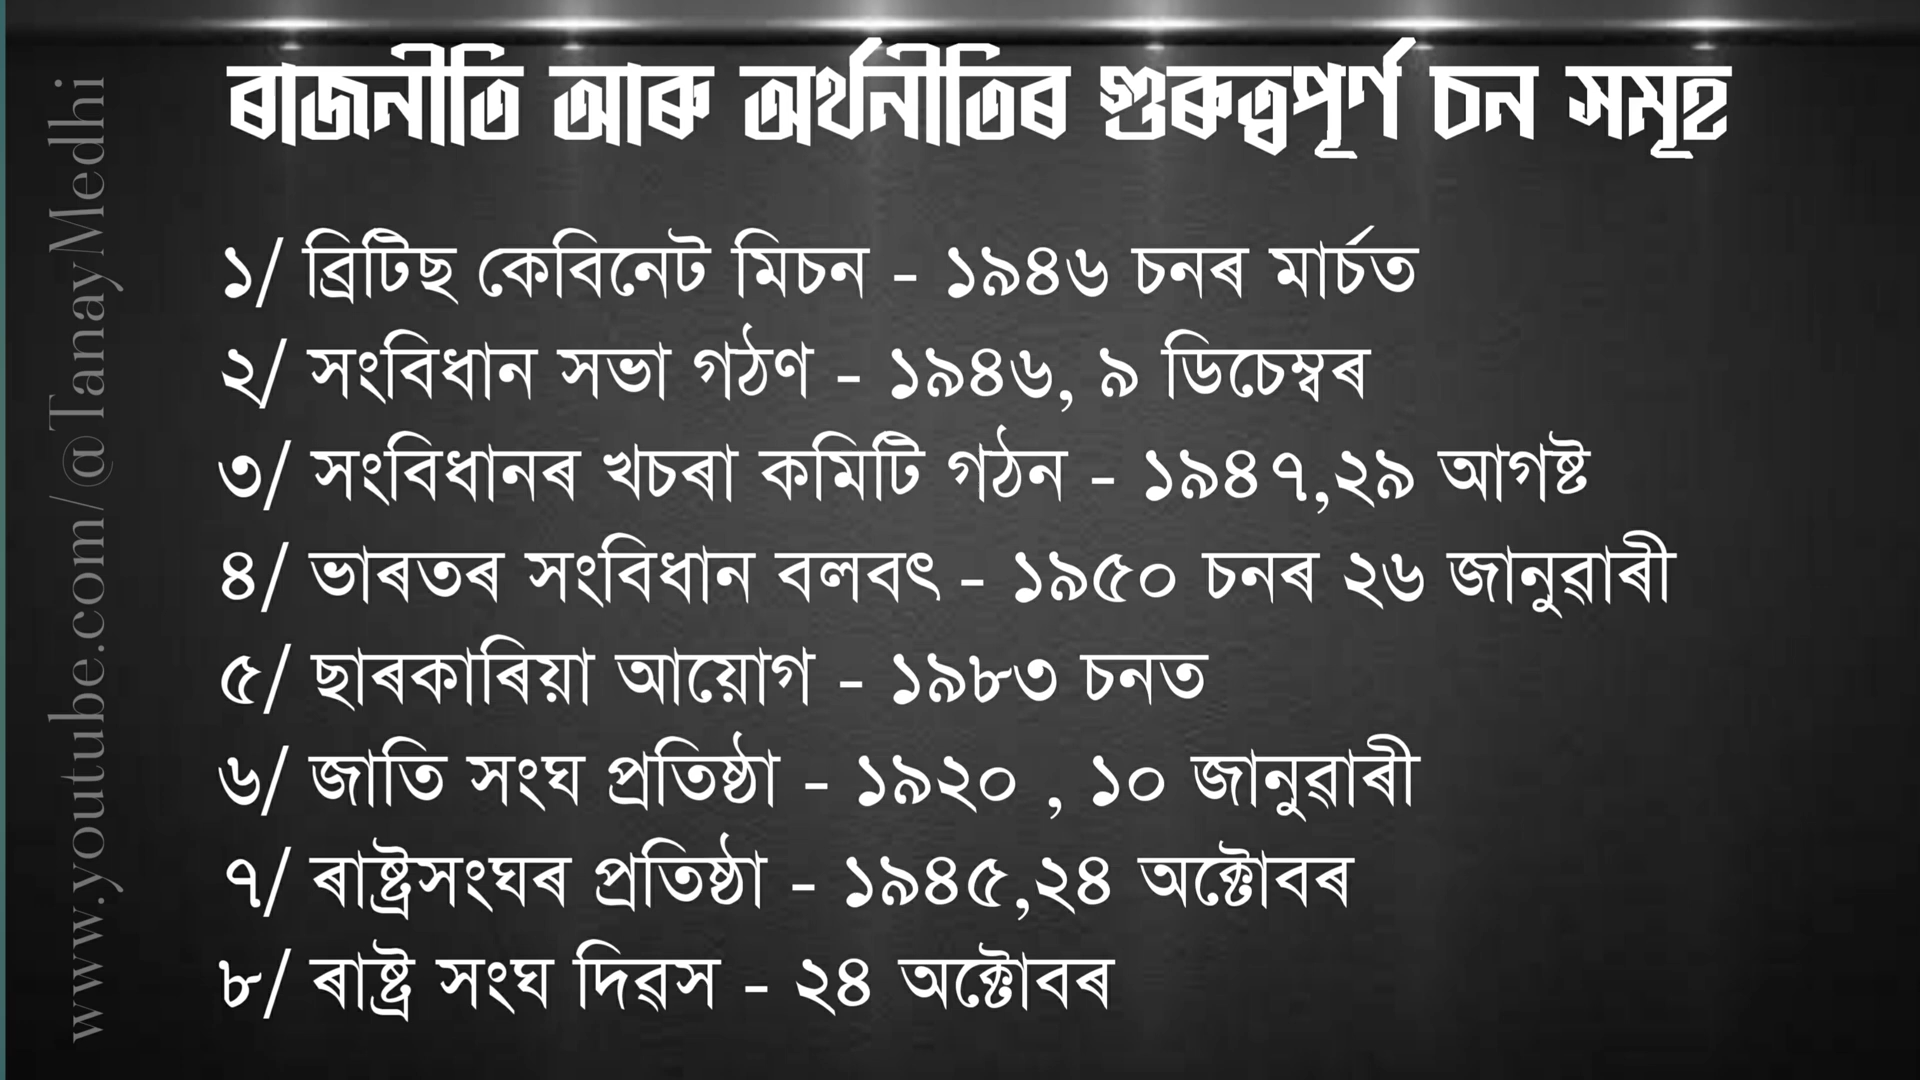 ৰাজনীতি আৰু অৰ্থনীতিৰ গুৰুত্বপূৰ্ণ চন সমূহ
১/ ব্ৰিটিছ কেবিনেট মিচন - ১৯৪৬ চনৰ মাৰ্চত
২/ সংবিধান সভা গঠণ - ১৯৪৬, ৯ ডিচেম্বৰ
৩/ সংবিধানৰ খচৰা কমিটি গঠন - ১৯৪৭,২৯ আগষ্ট
৪/ ভাৰতৰ সংবিধান বলবৎ - ১৯৫০ চনৰ ২৬ জানুৱাৰী
৫/ ছাৰকাৰিয়া আয়োগ - ১৯৮৩ চনত
৬/ জাতি সংঘ প্ৰতিষ্ঠা - ১৯২০ , ১০ জানুৱাৰী
৭/ ৰাষ্ট্ৰসংঘৰ প্ৰতিষ্ঠা - ১৯৪৫,২৪ অক্টোবৰ
৮/ ৰাষ্ট্ৰ সংঘ দিৱস - ২৪ অক্টোবৰ
www.youtube.com/@TanayMedhi